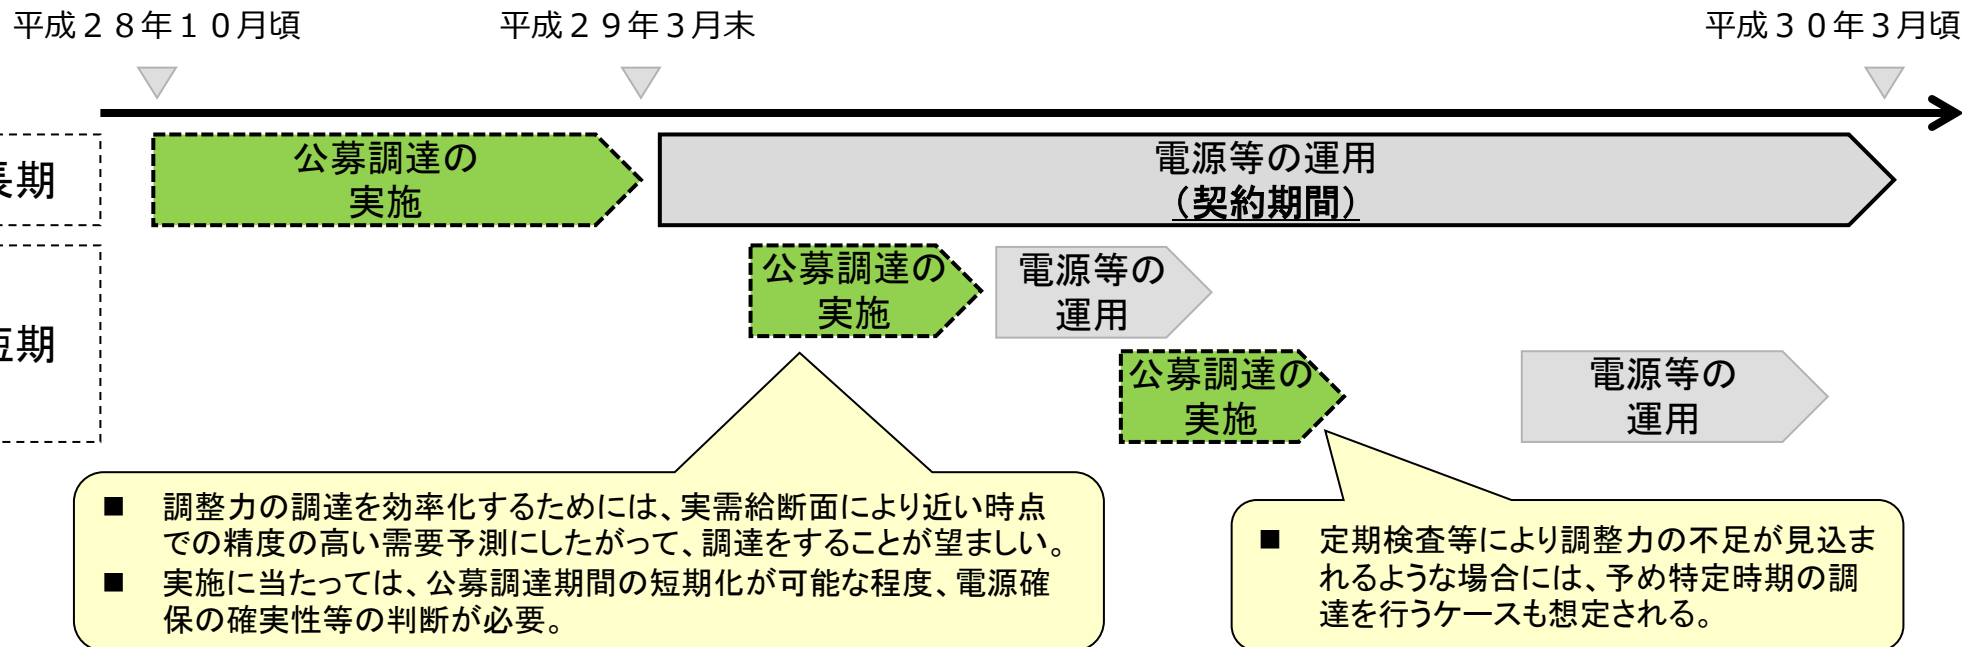 平成２８年１０月頃
平成２９年３月末
平成３０年３月頃
長期
公募調達の
実施
電源等の運用
（契約期間）
短期
公募調達の
実施
電源等の
運用
公募調達の
実施
電源等の
運用
■ 調整力の調達を効率化するためには、実需給断面により近い時点
での精度の高い需要予測にしたがって、調達をすることが望ましい。
■ 実施に当たっては、公募調達期間の短期化が可能な程度、電源確
保の確実性等の判断が必要。
■ 定期検査等により調整力の不足が見込ま
れるような場合には、予め特定時期の調
達を行うケースも想定される。